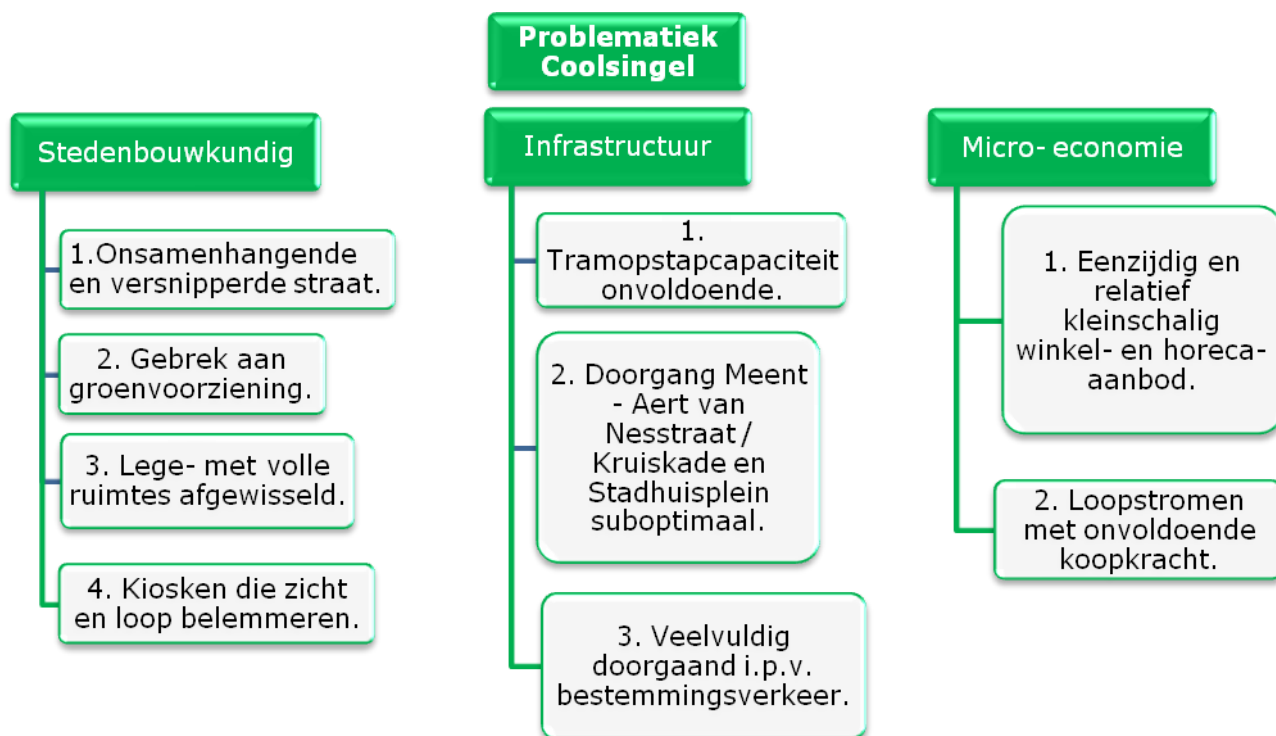 Problematiek
Coolsingel
Stedenbouwkundig
1.Onsamenhangende
en versnipperde straat.
2. Gebrek aan
groenvoorziening.
3. Lege- met volle
ruimtes afgewisseld.
4. Kiosken die zicht
en loop belemmeren.
Infrastructuur
1.
Tramopstapcapaciteit
onvoldoende.
2. Doorgang Meent
- Aert van
Nesstraat /
Kruiskade en
Stadhuisplein
suboptimaal.
3. Veelvuldig
doorgaand i.p.v.
bestemmingsverkeer.
Micro- economie
1. Eenzijdig en
relatief
kleinschalig
winkel- en horeca-
aanbod.
2. Loopstromen
met onvoldoende
koopkracht.